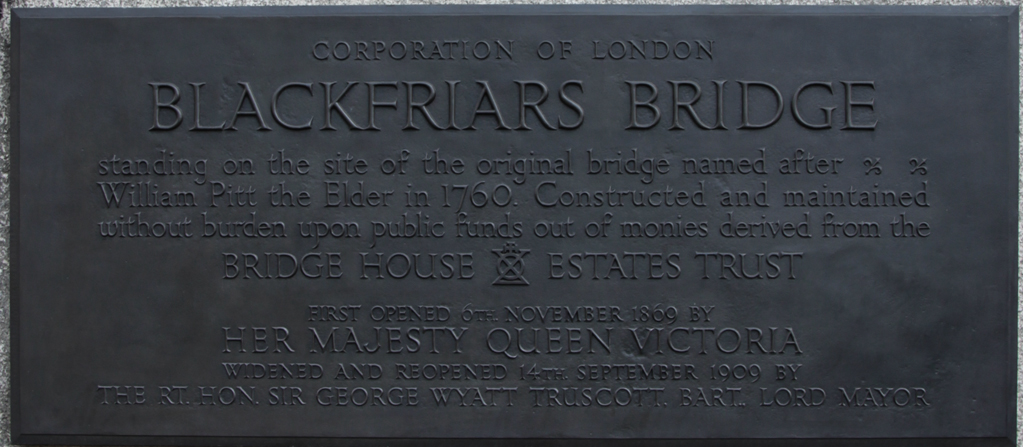 CORPORATION OF LONDON
BLACKFRIARS BRIDGE
standing on the site of the original bridge named after
William Pitt the Elder in 1760. Constructed and maintained
without burden upon public funds out of monies derived from the
BRIDGE HOUSE ESTATES TRUST
FIRST OPENED 6TH. NOVEMBER 1869 BY
HER MAJESTY QUEEN VICTORIA
WIDENED AND REOPENED 14TH. SEPTEMBER 1909 BY
THE RT. HON. SIR GEORGE WYATT TRUSCOTT, BART., LORD MAYOR